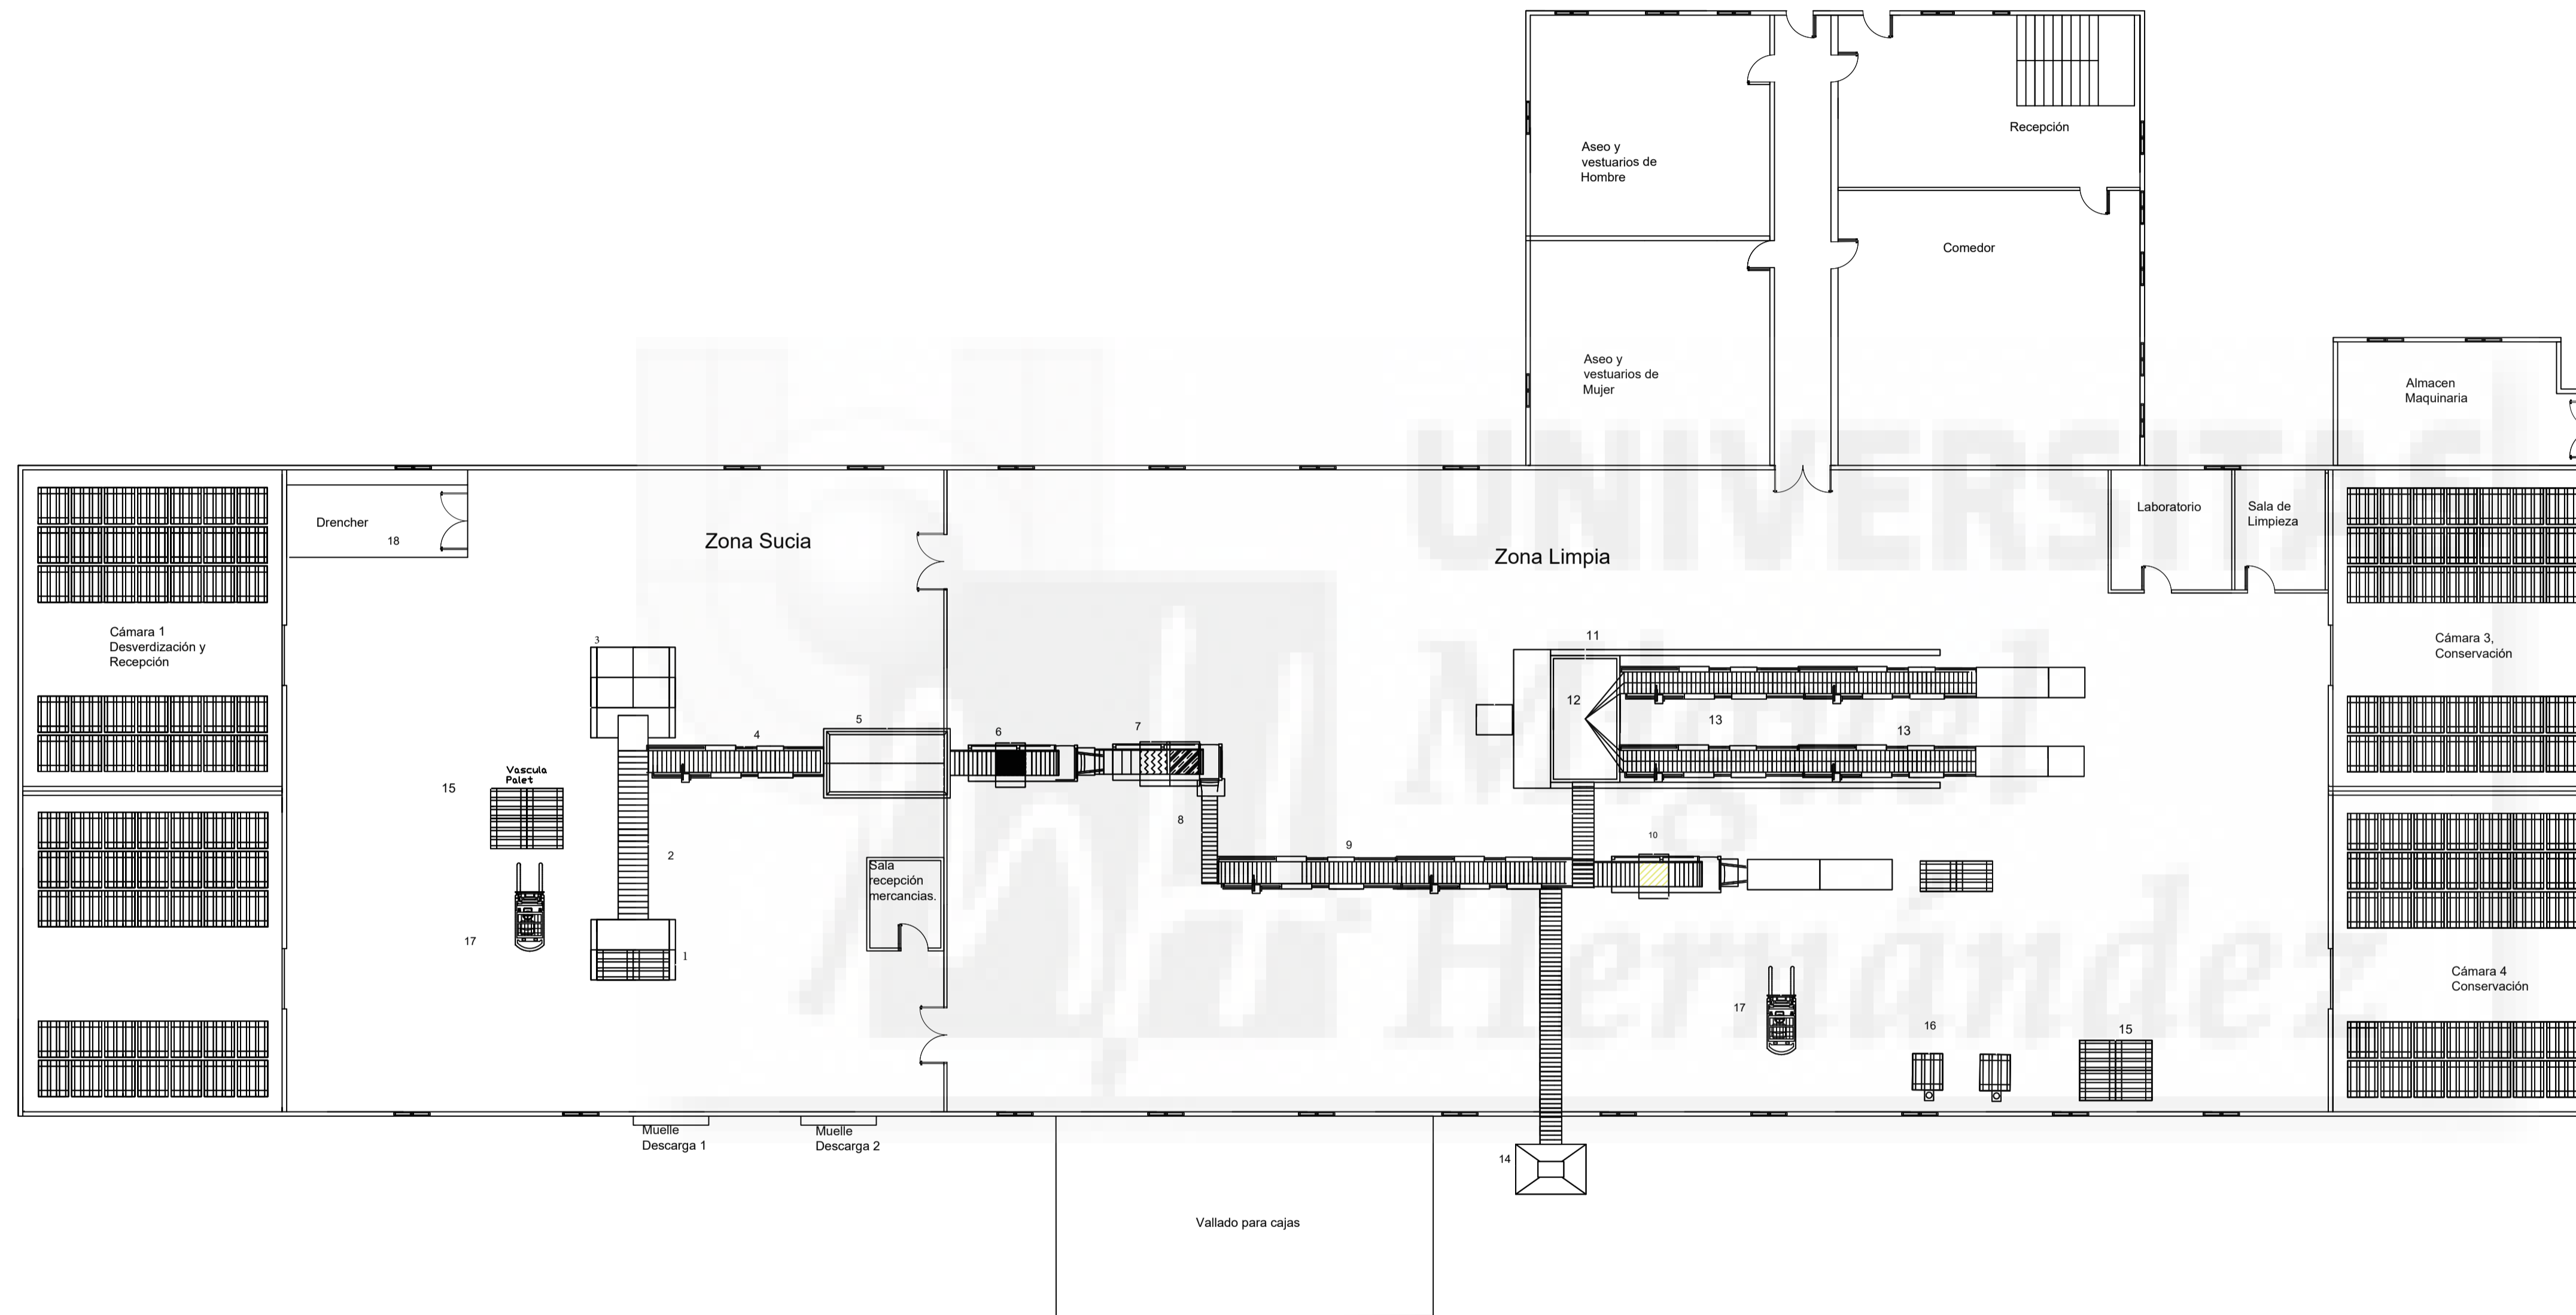 Recepción
Aseo y
vestuarios de
Hombre
Comedor
Aseo y
vestuarios de
Mujer
Almacen
Maquinaria
UNIVERSITAS
Miguel
Hernández
Drencher
18
Zona Sucia
Zona Limpia
Laboratorio
Sala de
Limpieza
Cámara 1
Desverdización y
Recepción
3
11
Cámara 3,
Conservación
12
13
13
5
4
6
7
Vascula
Palet
15
8
2
9
10
Sala
recepción
mercancias.
17
1
Cámara 4
Conservación
17
16
15
Muelle
Descarga 1
Muelle
Descarga 2
14
Vallado para cajas